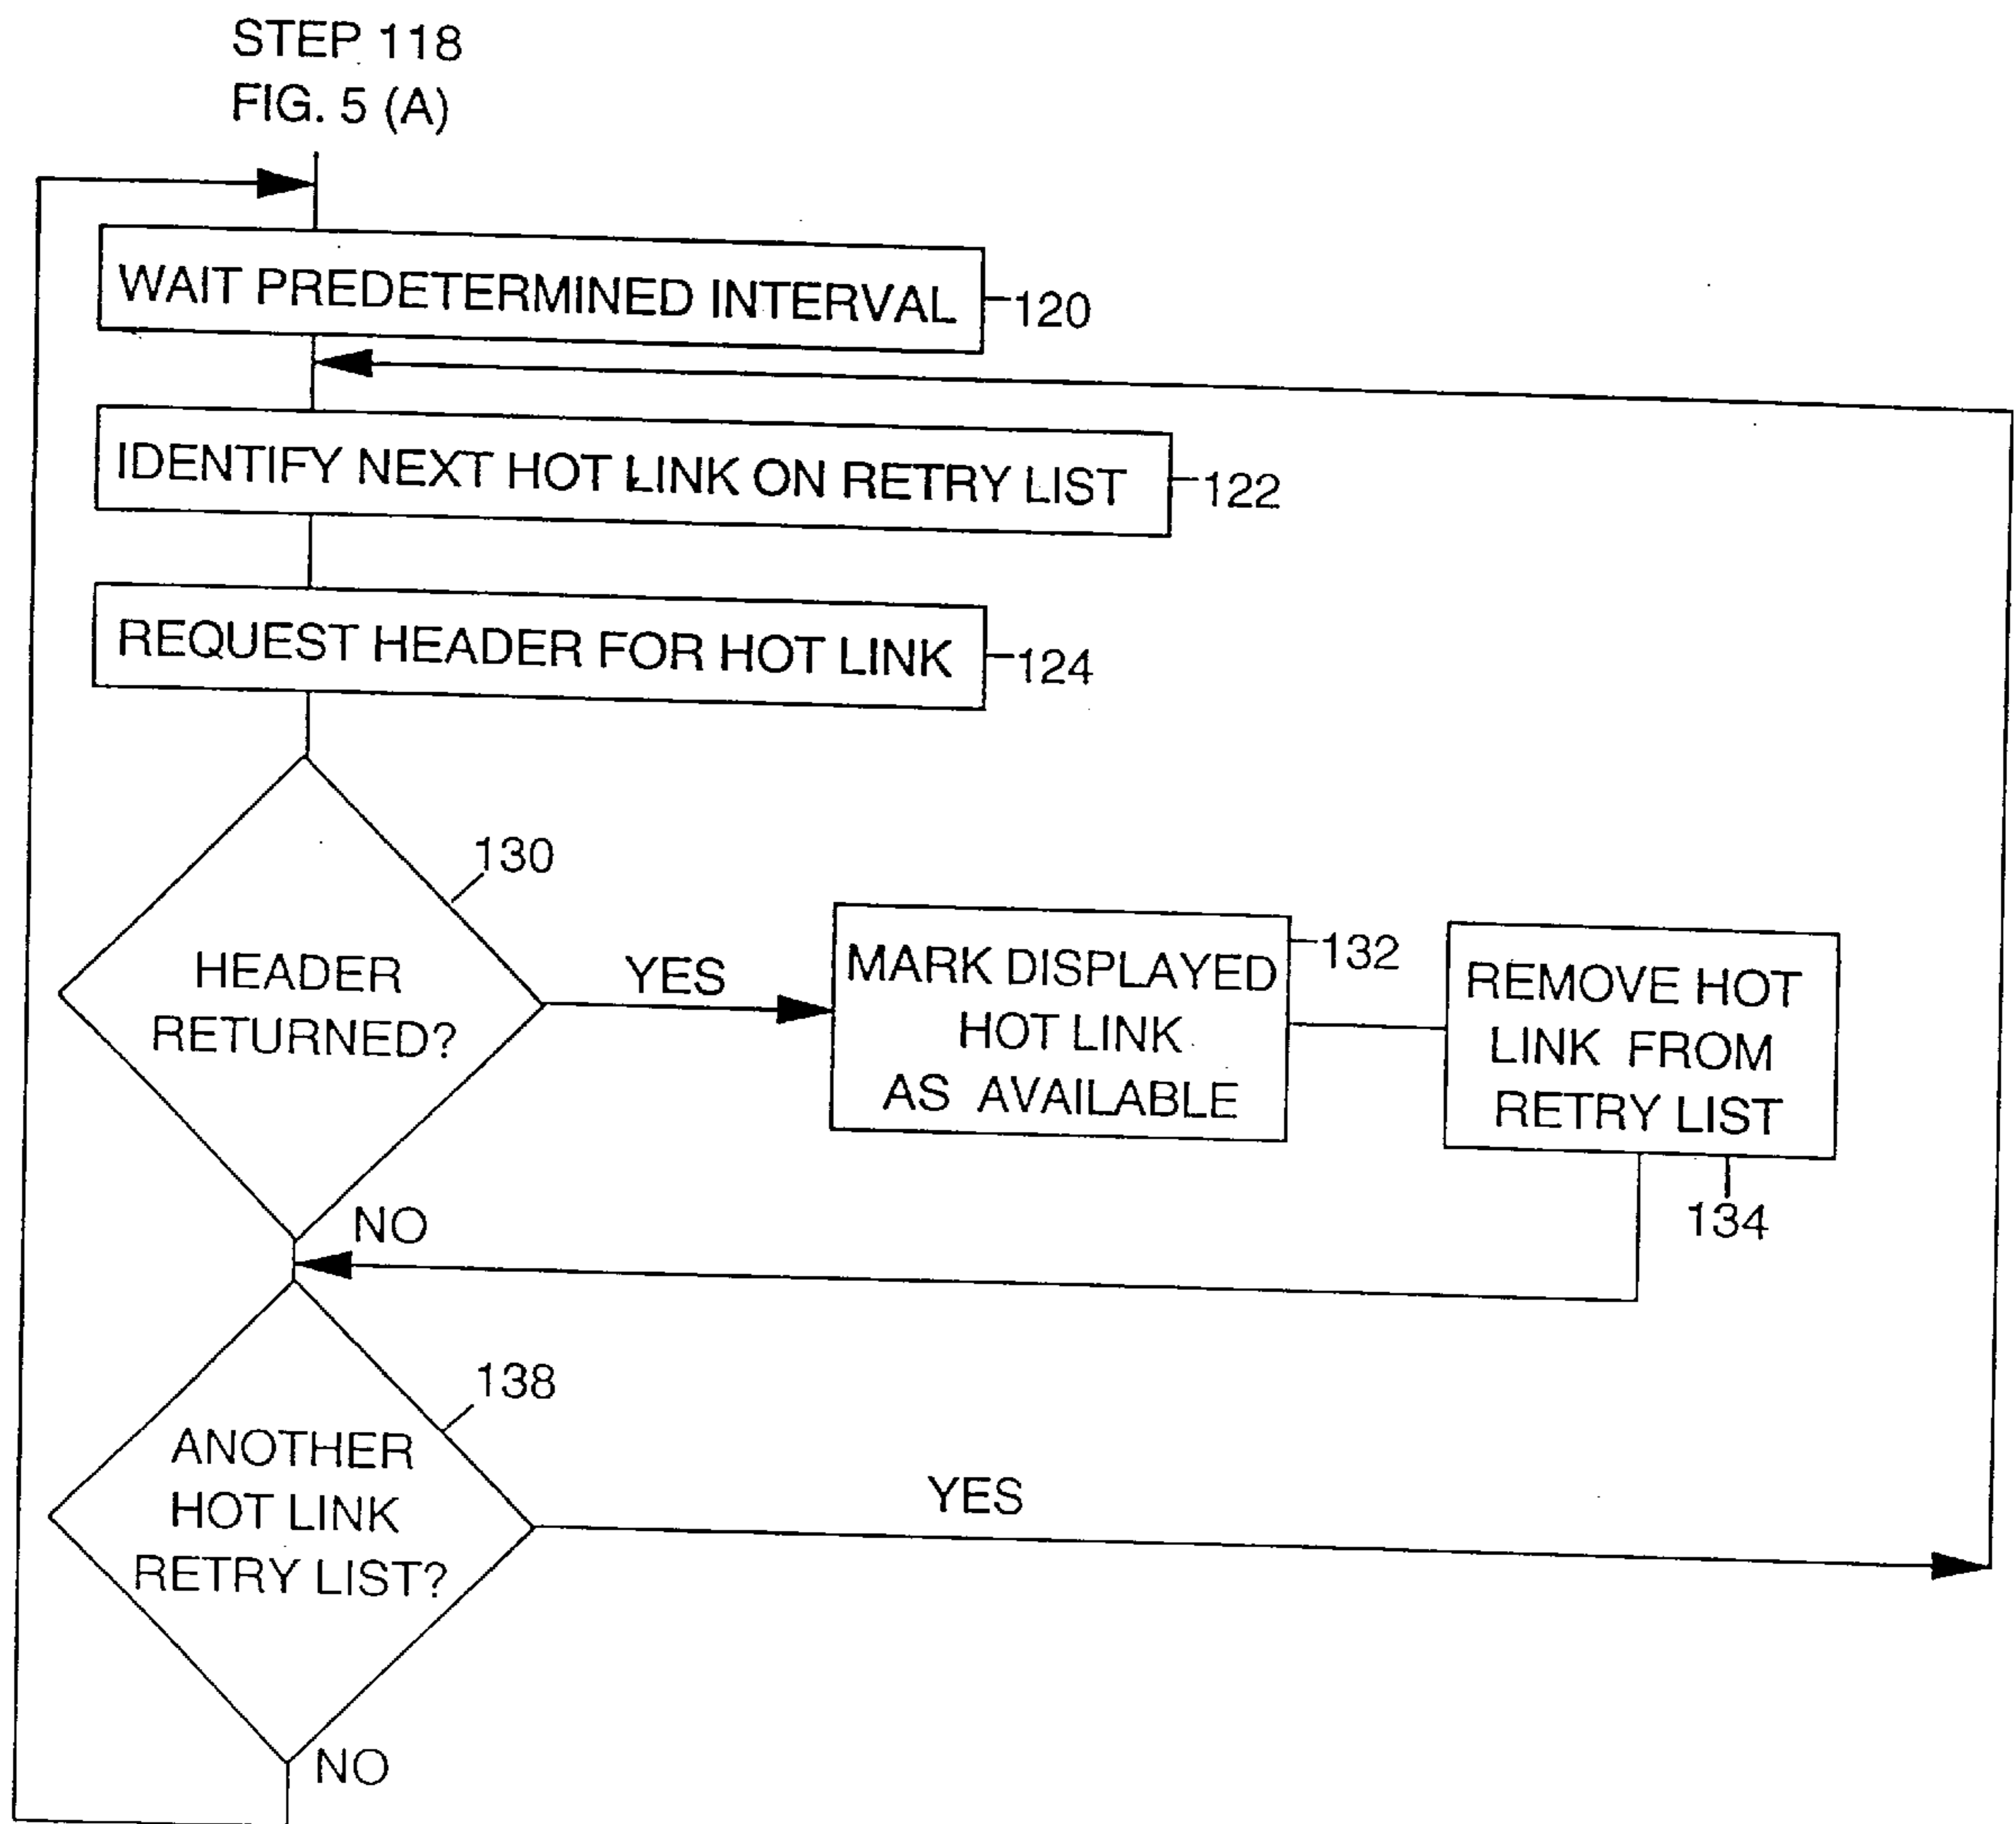 STEP 118
FIG. 5 (A)
WAIT PREDETERMINED INTERVAL
120
IDENTIFY NEXT HOT LINK ON RETRY LIST
122
REQUEST HEADER FOR HOT LINK
124
130
HEADER
RETURNED?
YES
MARK DISPLAYED
HOT LINK
AS AVAILABLE
132
REMOVE HOT
LINK FROM
RETRY LIST
134
NO
138
ANOTHER
HOT LINK
RETRY LIST?
YES
NO